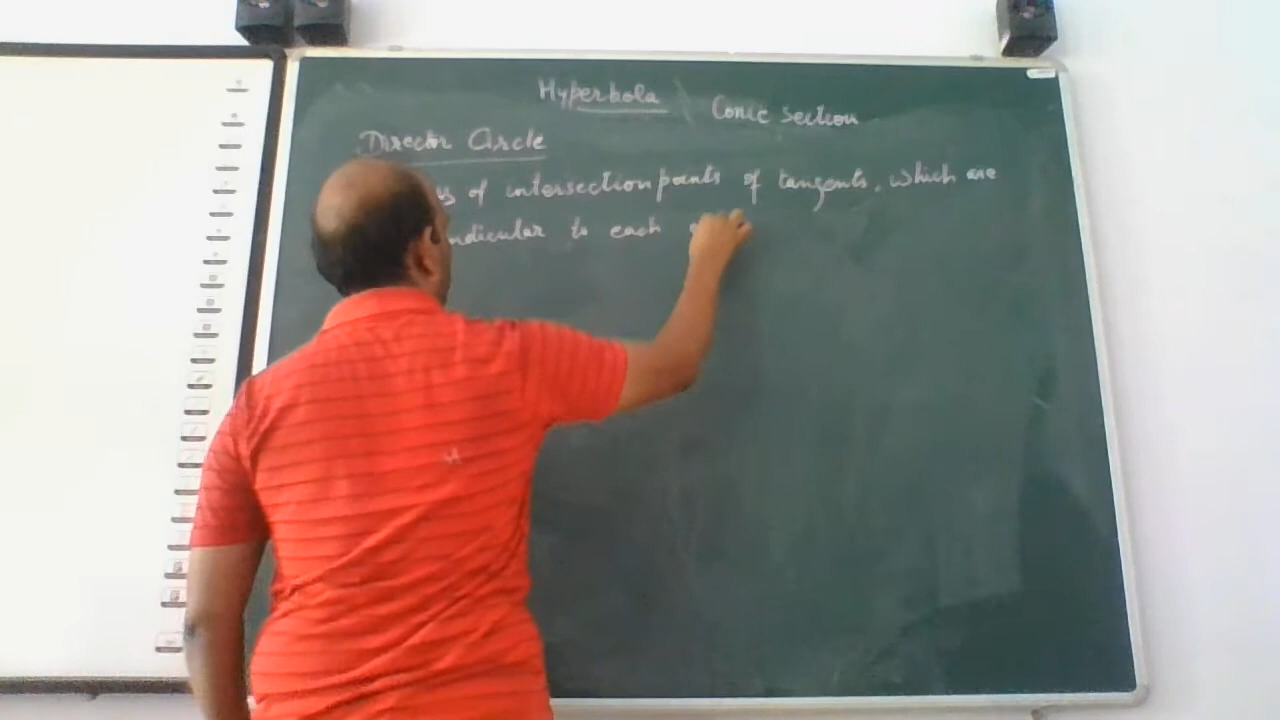 Hyperbola
Conic section
Director Circle
of intersection points of tangents, which are
ndicular to each